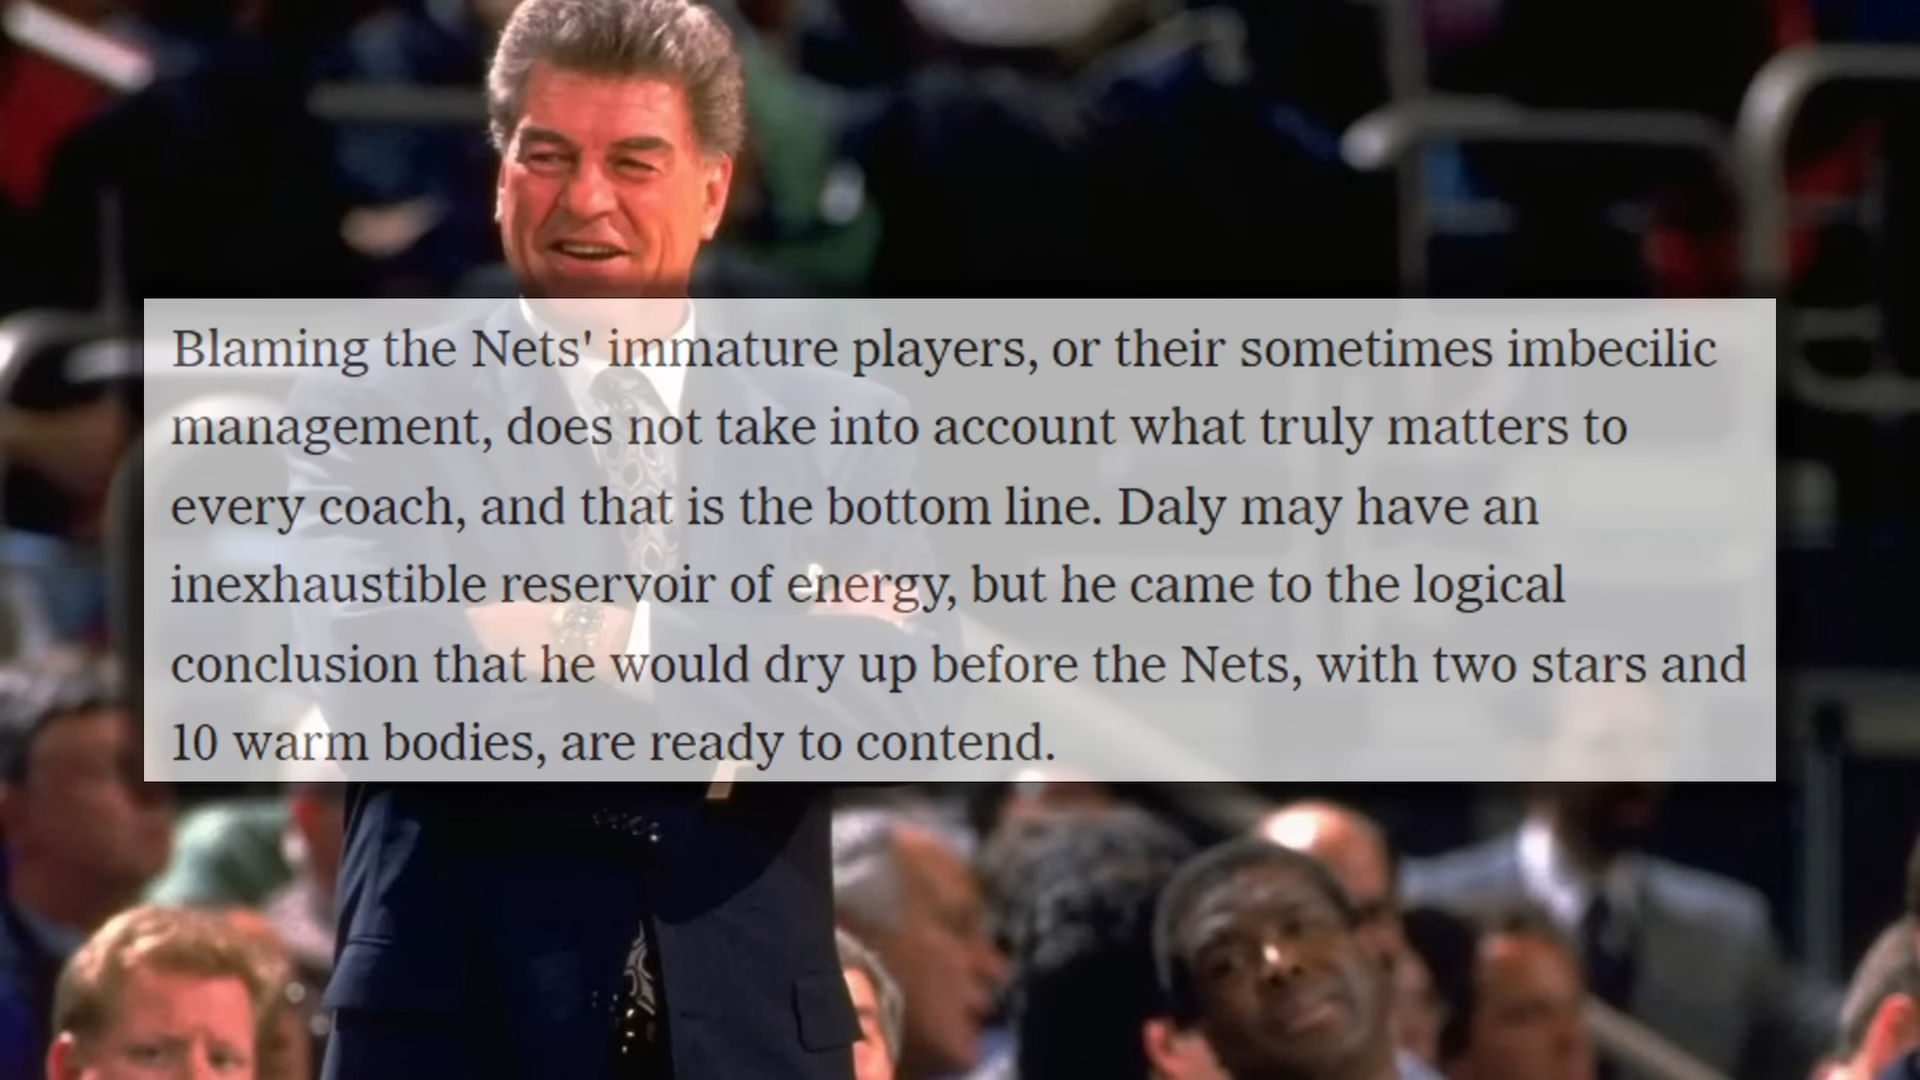 Blaming the Nets' immature players, or their sometimes imbecilic
management, does not take into account what truly matters to
every coach, and that is the bottom line. Daly may have an
inexhaustible reservoir of energy, but he came to the logical
conclusion that he would dry up before the Nets, with two stars and
10 warm bodies, are ready to contend.